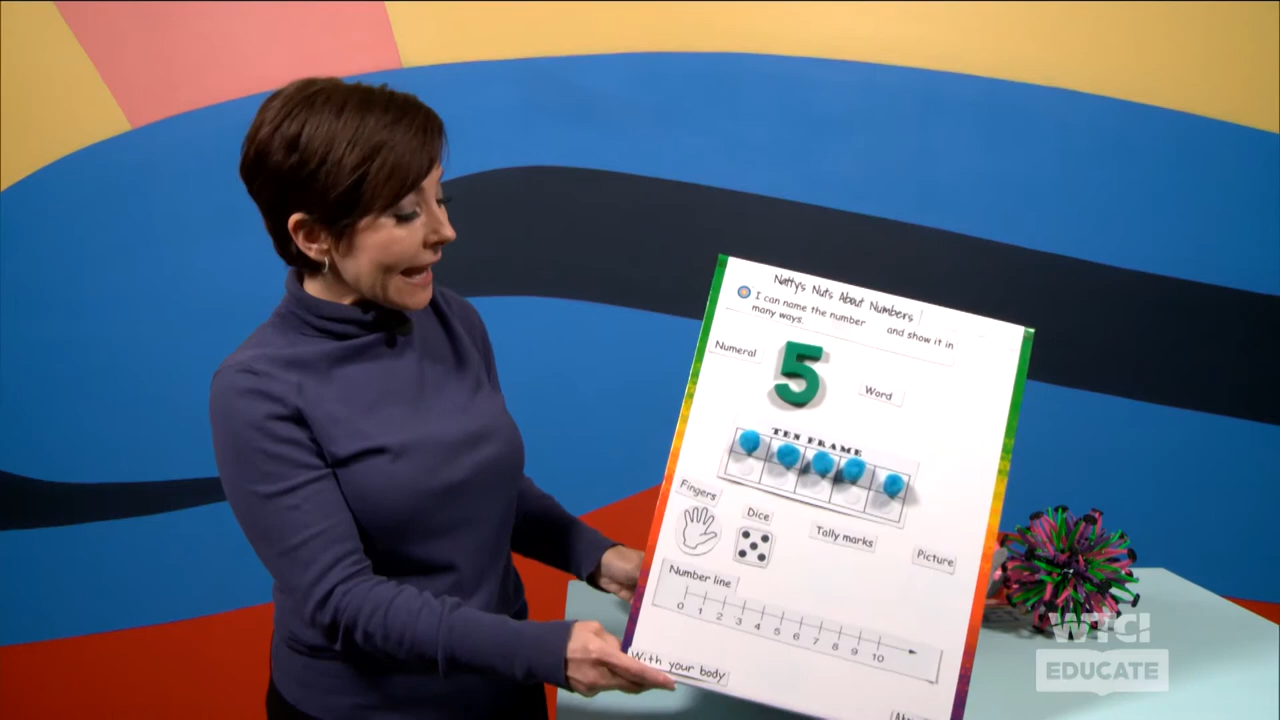 Natty's Nuts About Numbers
I can name the number and show it in
many ways.
Numeral
5
Word
TEN FRAME
Fingers
Dice
Tally marks
Picture
Number line
0 1 2 3 4 5 6 7 8 9 10
With your body
WTCI
EDUCATE